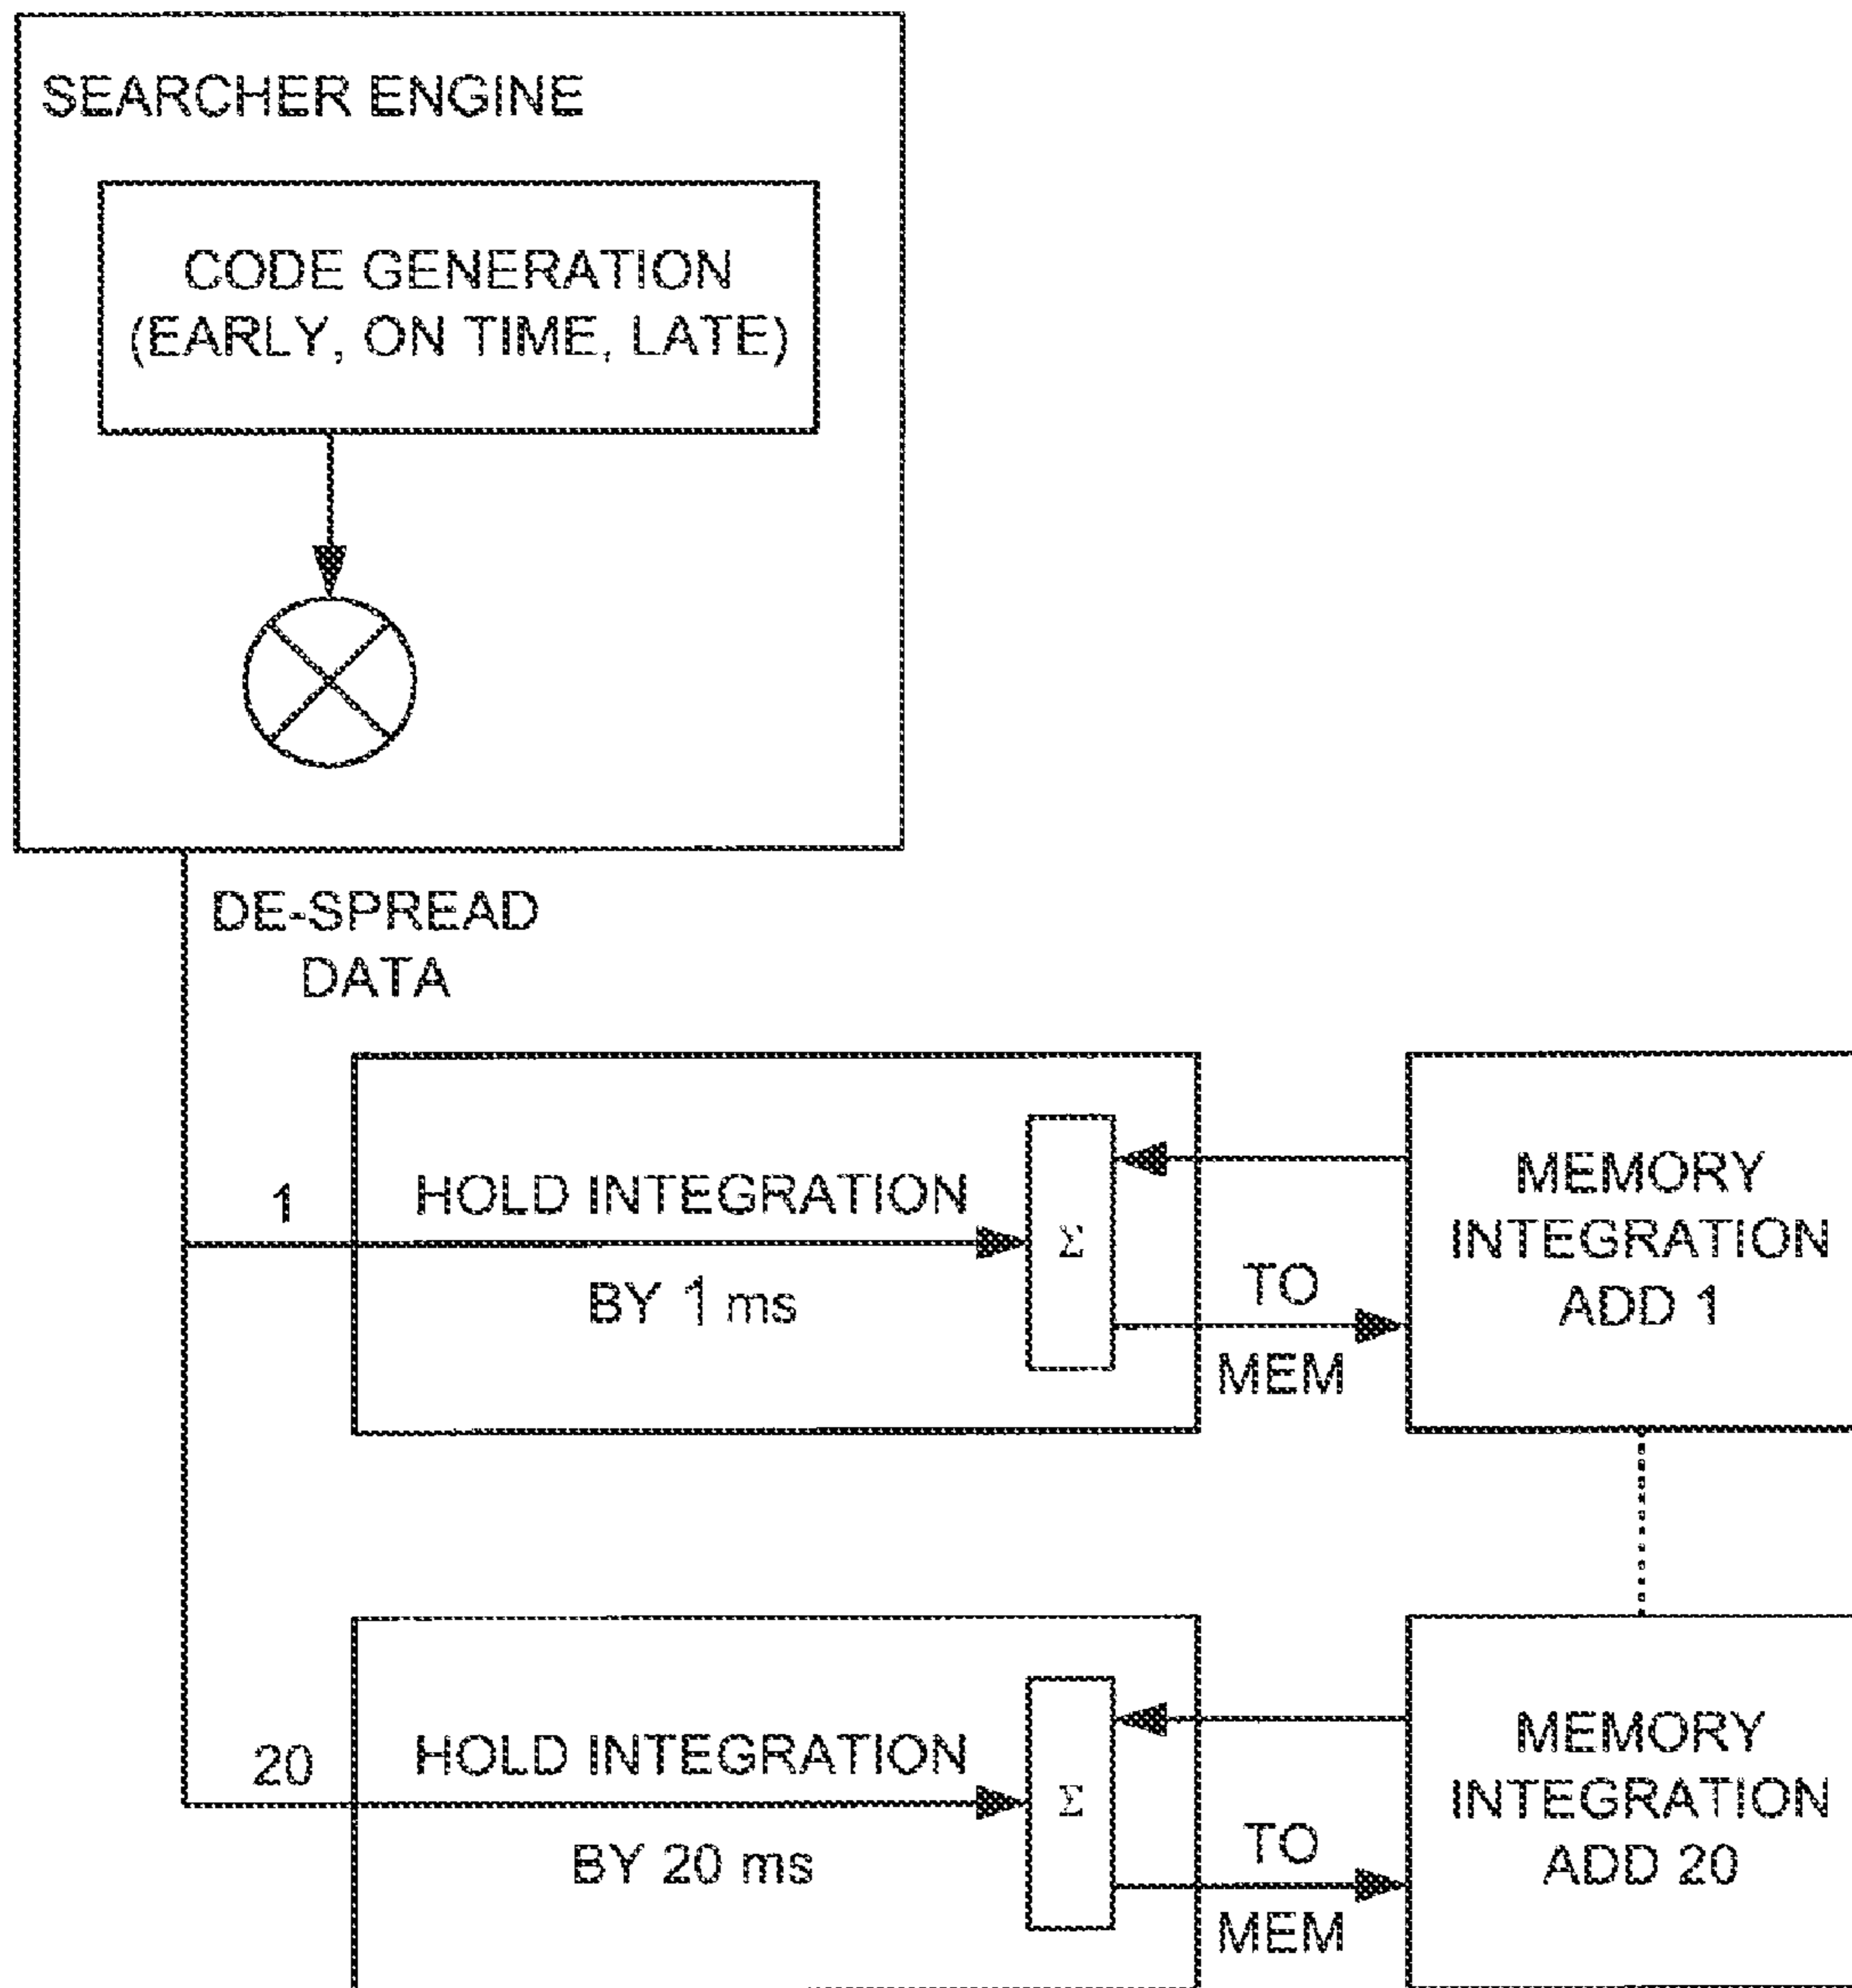 SEARCHER ENGINE
CODE GENERATION
(EARLY, ON TIME, LATE)
DE-SPREAD
DATA
1
HOLD INTEGRATION
BY 1 ms
Σ
TO
MEM
MEMORY
INTEGRATION
ADD 1
20
HOLD INTEGRATION
BY 20 ms
Σ
TO
MEM
MEMORY
INTEGRATION
ADD 20